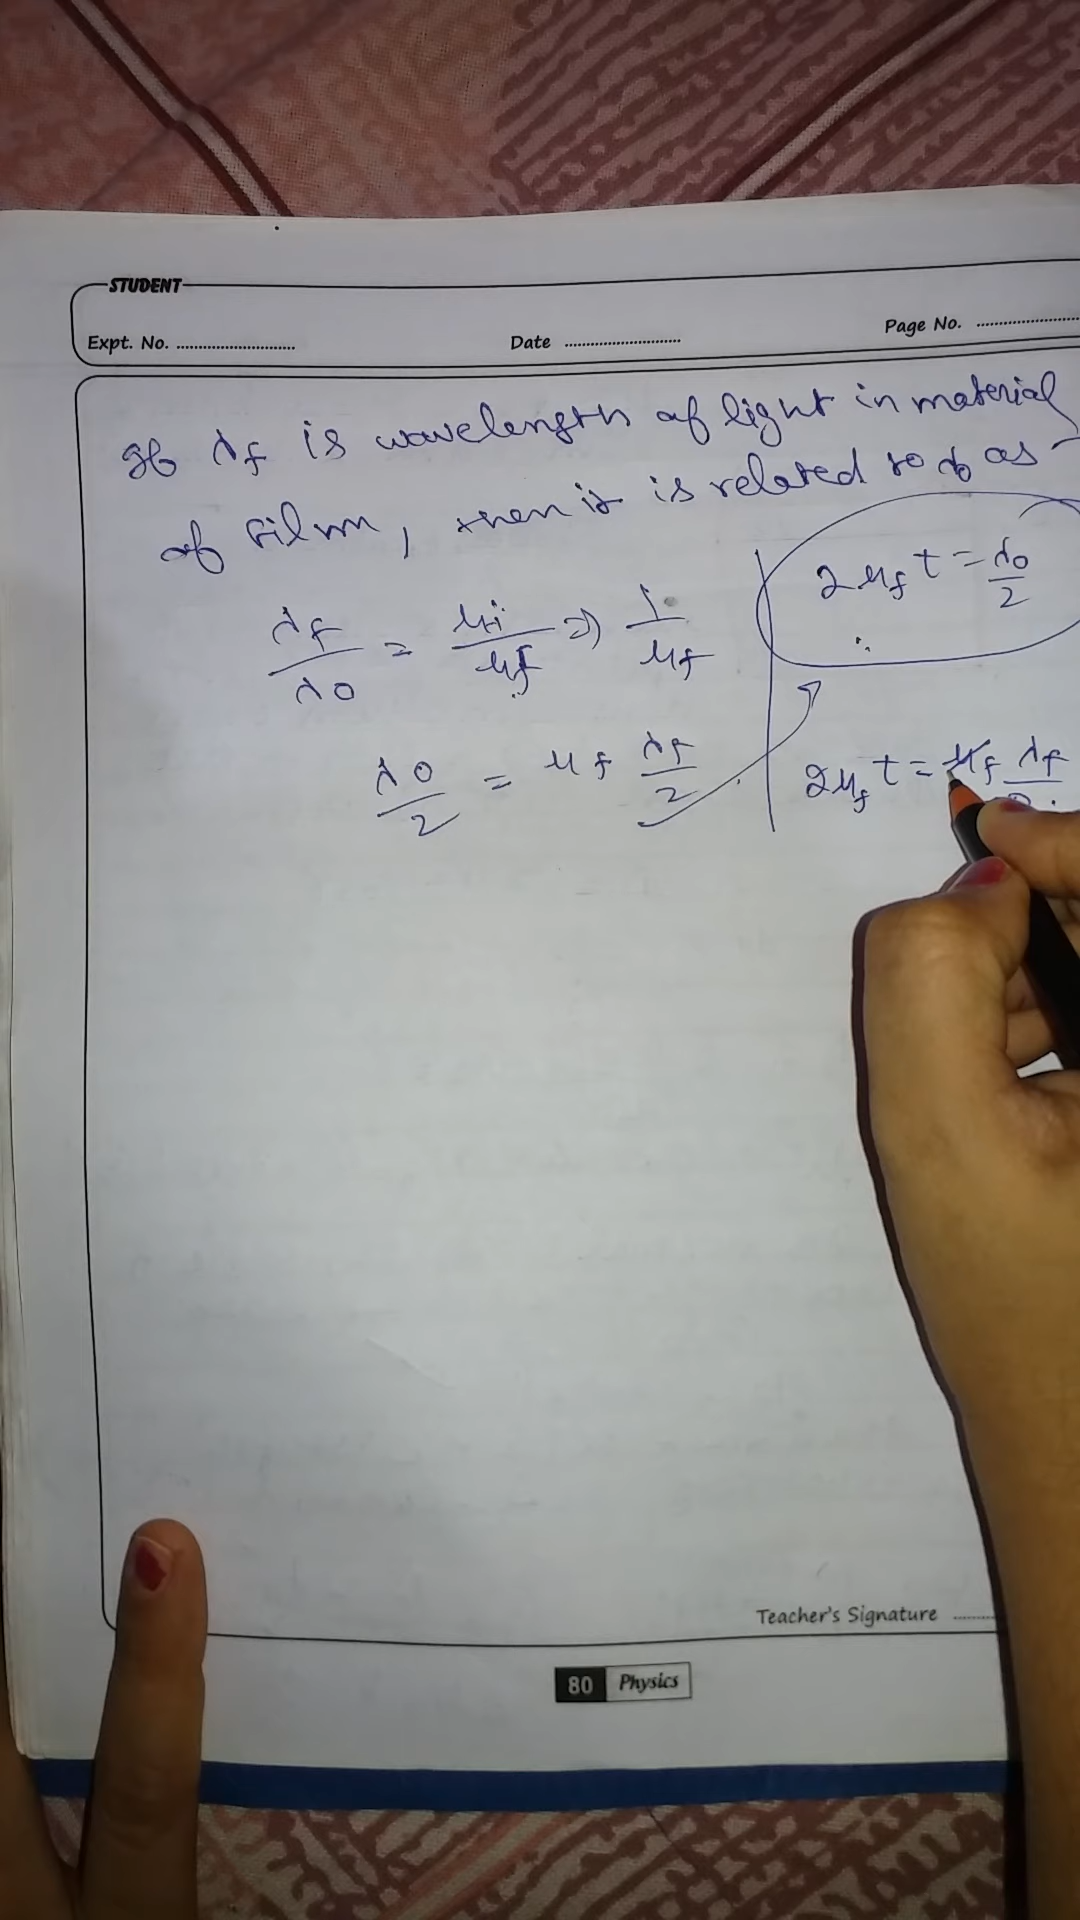 STUDENT
Expt. No. ........................ Date ........................ Page No. ........................
If λf is wavelength of light in material
of film, then it is related to λ0 as
λf/λ0 = μi/μf ⇒ 1/μf
2μf t = λ0/2
λ0/2 = μf λf/2
2μf t = μf λf/2
Teacher's Signature ..........
80 Physics